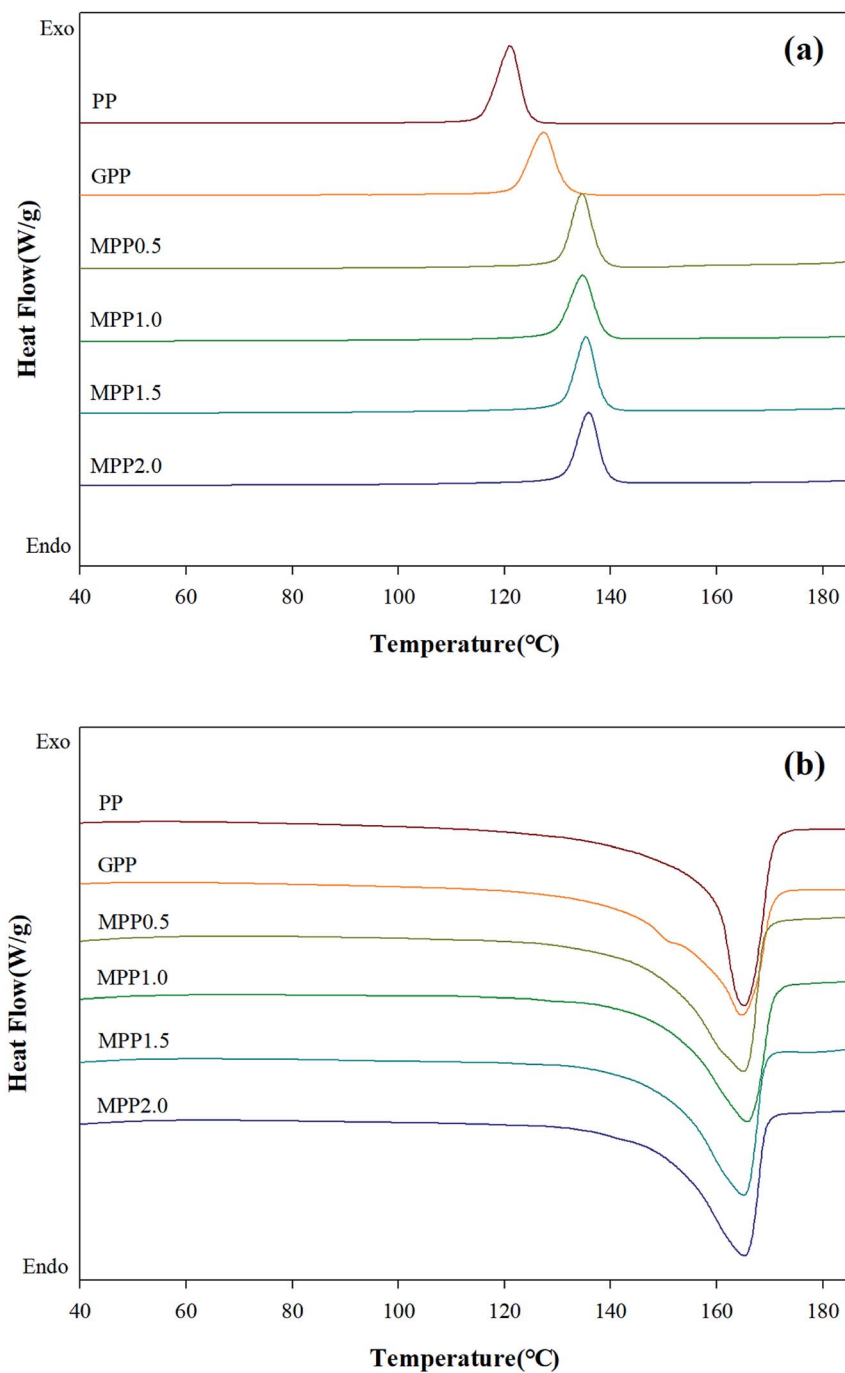 Exo
(a)
PP
GPP
MPP0.5
MPP1.0
MPP1.5
MPP2.0
Endo
Heat Flow(W/g)
40 60 80 100 120 140 160 180
Temperature(℃)
Exo
(b)
PP
GPP
MPP0.5
MPP1.0
MPP1.5
MPP2.0
Endo
Heat Flow(W/g)
40 60 80 100 120 140 160 180
Temperature(℃)